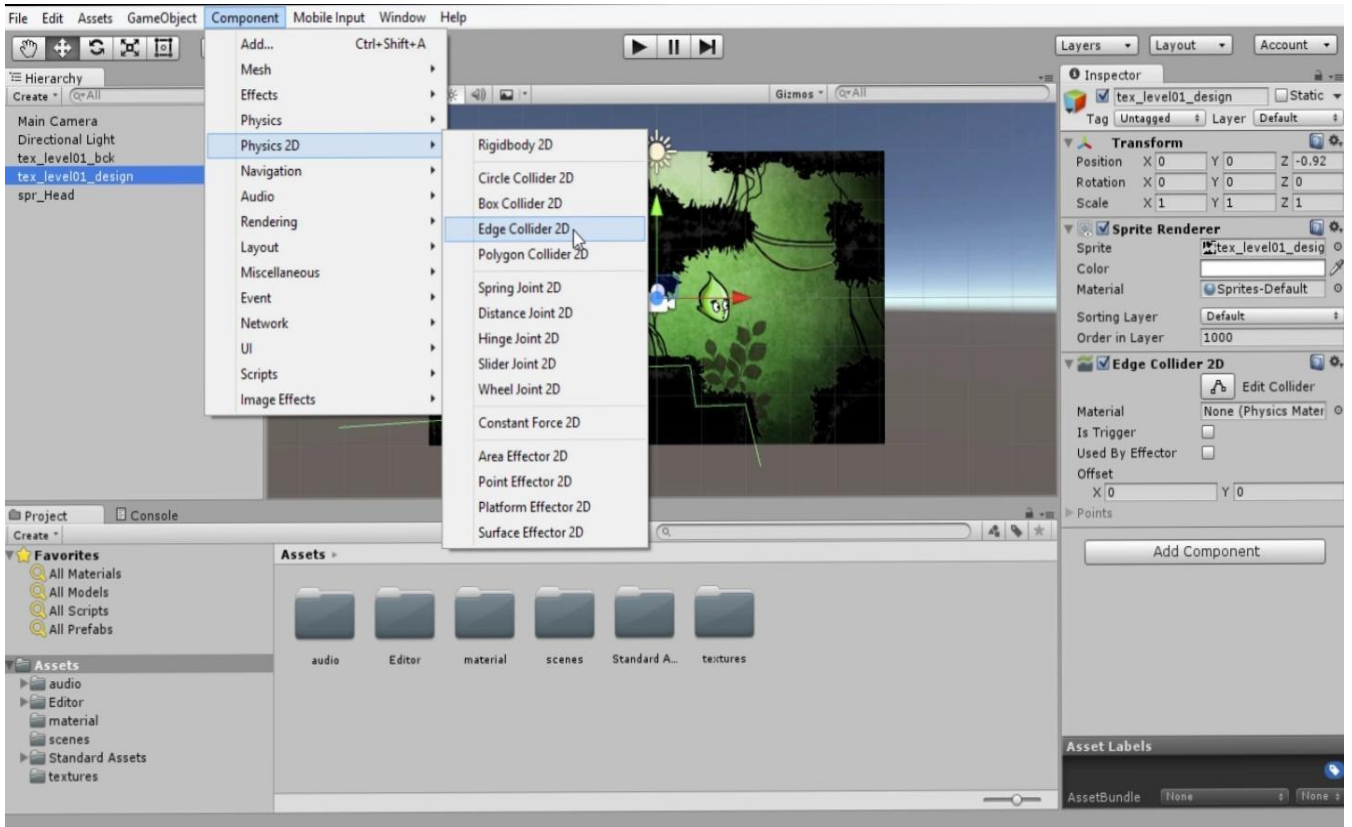 File Edit Assets GameObject Component Mobile Input Window Help
Layers Layout Account
Hierarchy
Create All
Main Camera
Directional Light
tex_level01_bck
tex_level01_design
spr_Head
Add... Ctrl+Shift+A
Mesh
Effects
Physics
Physics 2D
Navigation
Audio
Rendering
Layout
Miscellaneous
Event
Network
UI
Scripts
Image Effects
Rigidbody 2D
Circle Collider 2D
Box Collider 2D
Edge Collider 2D
Polygon Collider 2D
Spring Joint 2D
Distance Joint 2D
Hinge Joint 2D
Slider Joint 2D
Wheel Joint 2D
Constant Force 2D
Area Effector 2D
Point Effector 2D
Platform Effector 2D
Surface Effector 2D
Gizmos All
Inspector
tex_level01_design Static
Tag Untagged Layer Default
Transform
Position X 0 Y 0 Z -0.92
Rotation X 0 Y 0 Z 0
Scale X 1 Y 1 Z 1
Sprite Renderer
Sprite tex_level01_desig
Color
Material Sprites-Default
Sorting Layer Default
Order in Layer 1000
Edge Collider 2D
Edit Collider
Material None (Physics Mater
Is Trigger
Used By Effector
Offset
X 0 Y 0
Points
Add Component
Project Console
Create
Favorites
All Materials
All Models
All Scripts
All Prefabs
Assets
audio
Editor
material
scenes
Standard Assets
textures
Assets
audio Editor material scenes Standard A... textures
Asset Labels
AssetBundle None None